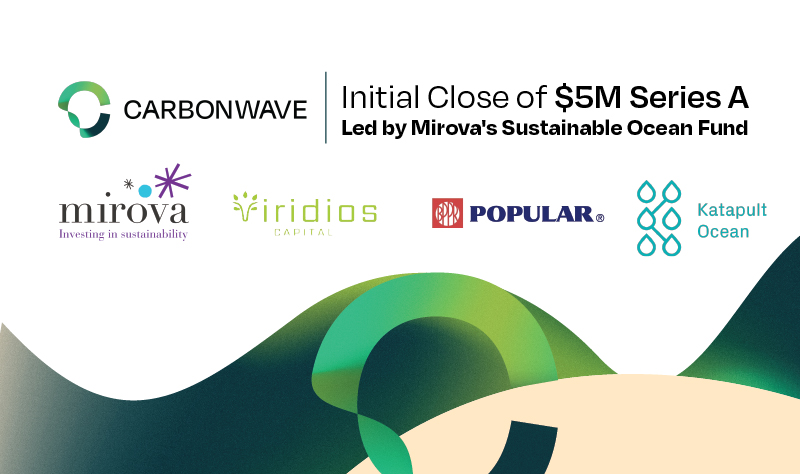 CARBONWAVE
Initial Close of $5M Series A
Led by Mirova's Sustainable Ocean Fund
mirova
Investing in sustainability
Viridios
CAPITAL
POPULAR®
Katapult
Ocean